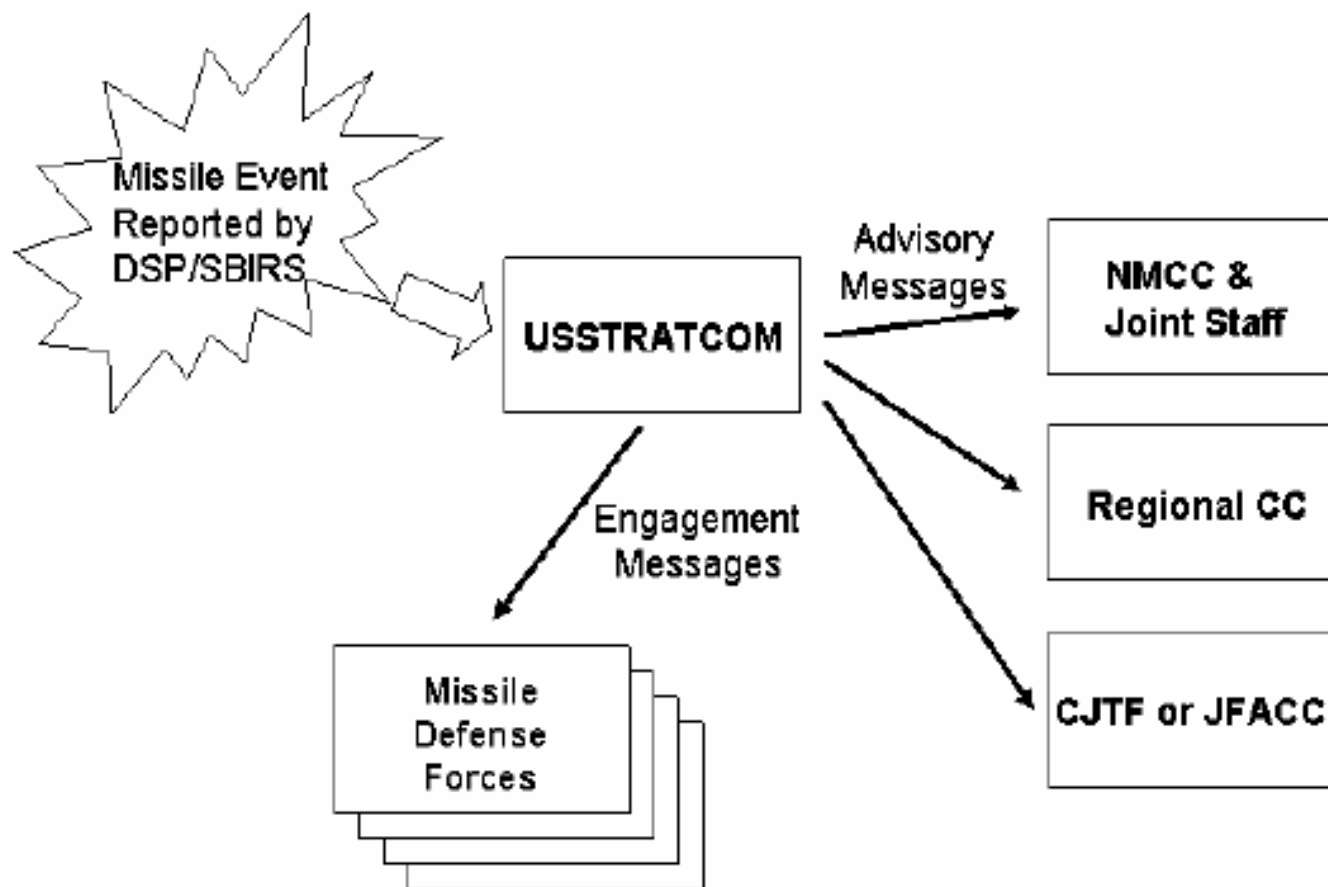 Missile Event
Reported by
DSP/SBIRS
USSTRATCOM
Advisory
Messages
NMCC &
Joint Staff
Regional CC
CJTF or JFACC
Engagement
Messages
Missile
Defense
Forces